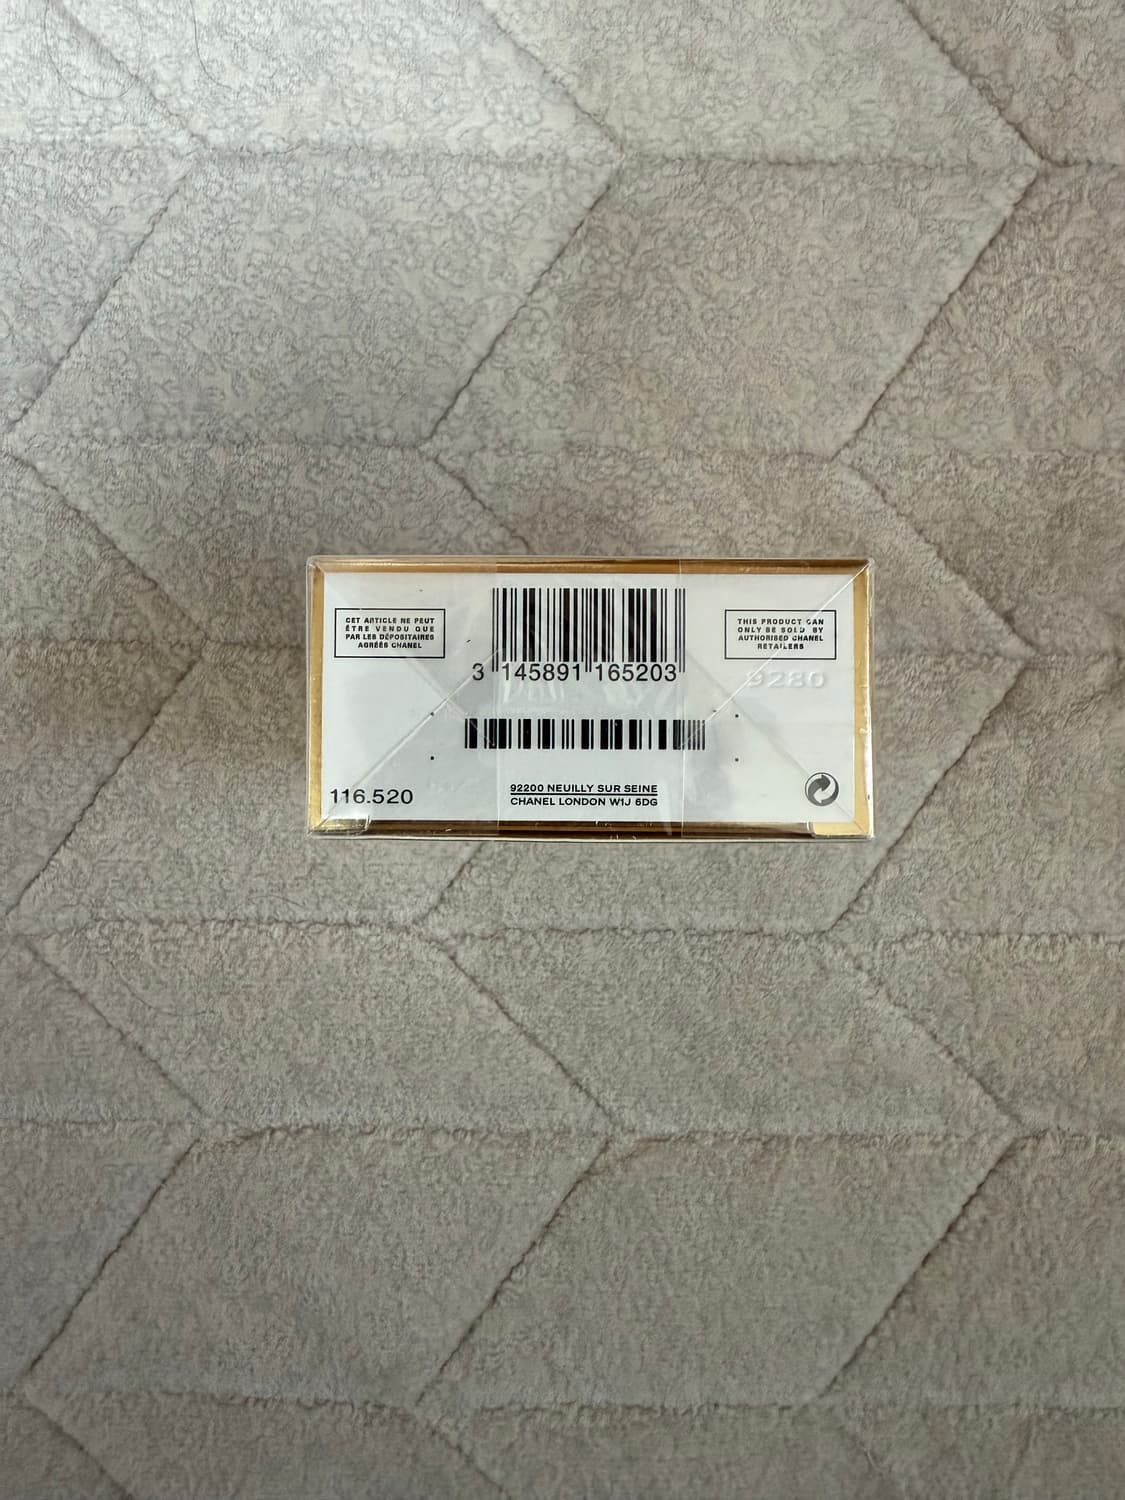 CET ARTICLE NE PEUT
ÊTRE VENDU QUE
PAR LES DÉPOSITAIRES
AGRÉÉS CHANEL
3 145891 165203
THIS PRODUCT CAN
ONLY BE SOLD BY
AUTHORISED CHANEL
RETAILERS
9280
116.520
92200 NEUILLY SUR SEINE
CHANEL LONDON W1J 6DG